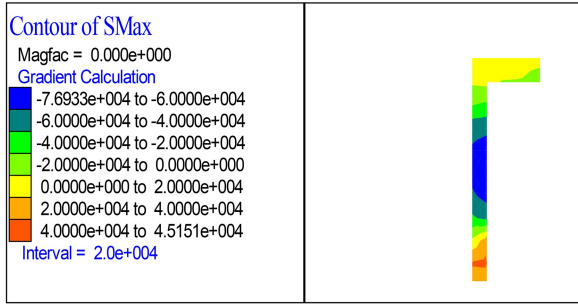 Contour of SMax
Magfac = 0.000e+000
Gradient Calculation
-7.6933e+004 to -6.0000e+004
-6.0000e+004 to -4.0000e+004
-4.0000e+004 to -2.0000e+004
-2.0000e+004 to 0.0000e+000
0.0000e+000 to 2.0000e+004
2.0000e+004 to 4.0000e+004
4.0000e+004 to 4.5151e+004
Interval = 2.0e+004